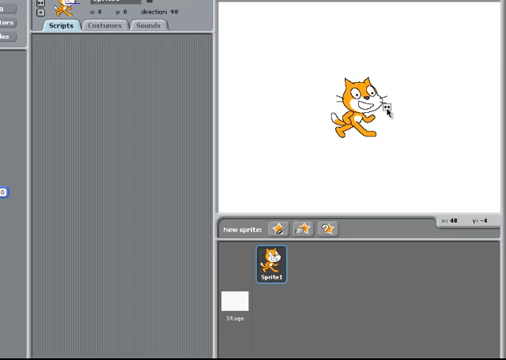 x: 0 y: 0 direction: 90
Scripts Costumes Sounds
x: 48 y: -4
New sprite:
Sprite1
Stage